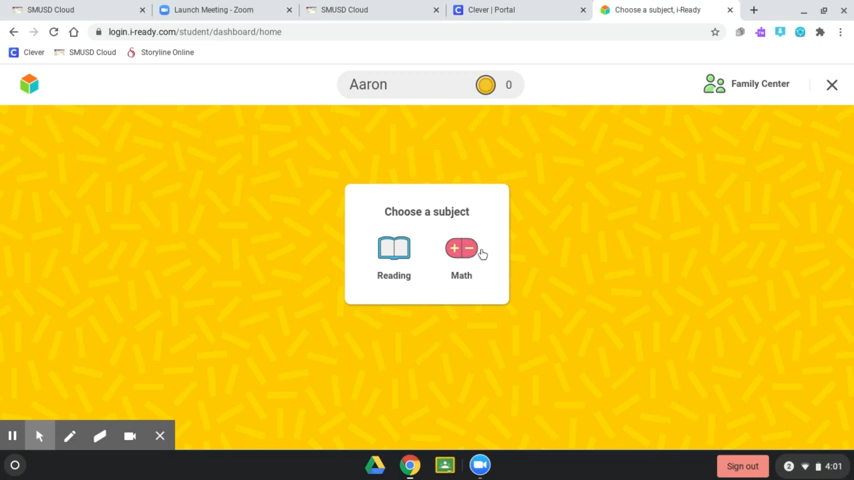 SMUSD Cloud
Launch Meeting - Zoom
SMUSD Cloud
Clever | Portal
Choose a subject, i-Ready
login.i-ready.com/student/dashboard/home
Clever
SMUSD Cloud
Storyline Online
Aaron
0
Family Center
Choose a subject
Reading
Math
Sign out
2
4:01